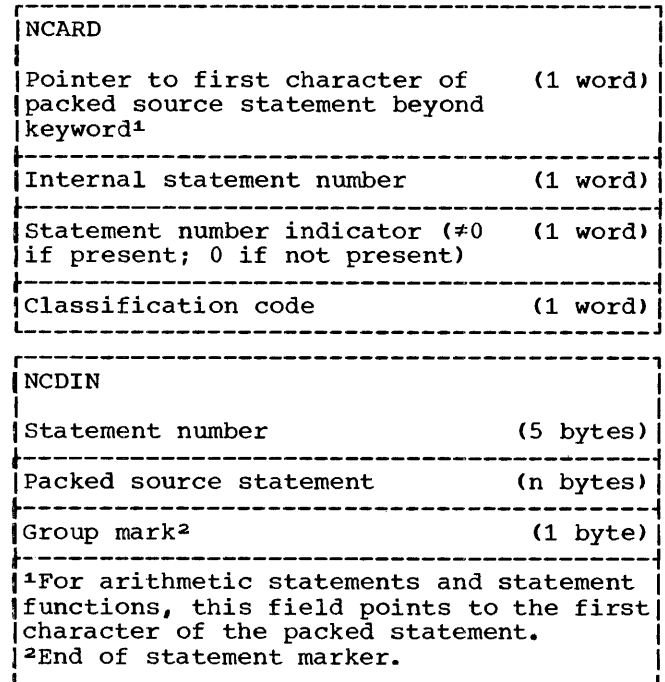 NCARD
Pointer to first character of (1 word)
packed source statement beyond
keyword¹
Internal statement number (1 word)
Statement number indicator (≠0 (1 word)
if present; 0 if not present)
Classification code (1 word)
NCDIN
Statement number (5 bytes)
Packed source statement (n bytes)
Group mark² (1 byte)
¹For arithmetic statements and statement
functions, this field points to the first
character of the packed statement.
²End of statement marker.